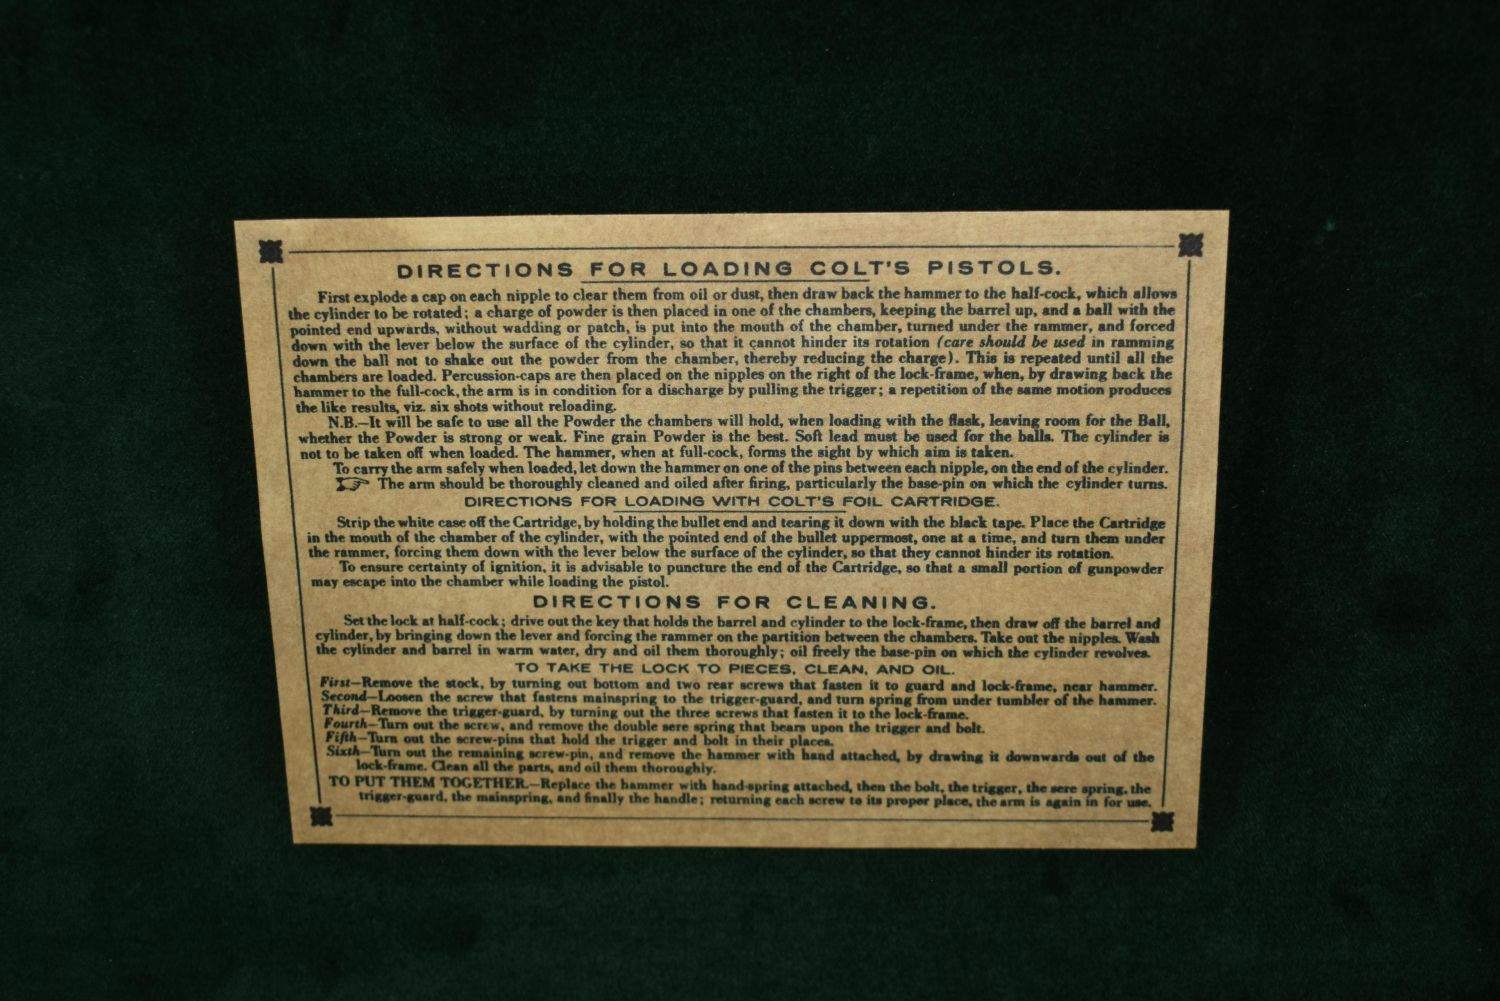 DIRECTIONS FOR LOADING COLT'S PISTOLS.
First explode a cap on each nipple to clear them from oil or dust, then draw back the hammer to the half-cock, which allows
the cylinder to be rotated; a charge of powder is then placed in one of the chambers, keeping the barrel up, and a ball with the
pointed end upwards, without wadding or patch, is put into the mouth of the chamber, turned under the rammer, and forced
down with the lever below the surface of the cylinder, so that it cannot hinder its rotation (care should be used in ramming
down the ball not to shake out the powder from the chamber, thereby reducing the charge). This is repeated until all the
chambers are loaded. Percussion-caps are then placed on the nipples on the right of the lock-frame, when, by drawing back the
hammer to the full-cock, the arm is in condition for a discharge by pulling the trigger; a repetition of the same motion produces
the like results, viz. six shots without reloading.
N.B.—It will be safe to use all the Powder the chambers will hold, when loading with the flask, leaving room for the Ball,
whether the Powder is strong or weak. Fine grain Powder is the best. Soft lead must be used for the balls. The cylinder is
not to be taken off when loaded. The hammer, when at full-cock, forms the sight by which aim is taken.
To carry the arm safely when loaded, let down the hammer on one of the pins between each nipple, on the end of the cylinder.
☞ The arm should be thoroughly cleaned and oiled after firing, particularly the base-pin on which the cylinder turns.
DIRECTIONS FOR LOADING WITH COLT'S FOIL CARTRIDGE.
Strip the white case off the Cartridge, by holding the bullet end and tearing it down with the black tape. Place the Cartridge
in the mouth of the chamber of the cylinder, with the pointed end of the bullet uppermost, one at a time, and turn them under
the rammer, forcing them down with the lever below the surface of the cylinder, so that they cannot hinder its rotation.
To ensure certainty of ignition, it is advisable to puncture the end of the Cartridge, so that a small portion of gunpowder
may escape into the chamber while loading the pistol.
DIRECTIONS FOR CLEANING.
Set the lock at half-cock; drive out the key that holds the barrel and cylinder to the lock-frame, then draw off the barrel and
cylinder, by bringing down the lever and forcing the rammer on the partition between the chambers. Take out the nipples. Wash
the cylinder and barrel in warm water, dry and oil them thoroughly; oil freely the base-pin on which the cylinder revolves.
TO TAKE THE LOCK TO PIECES, CLEAN, AND OIL.
First—Remove the stock, by turning out bottom and two rear screws that fasten it to guard and lock-frame, near hammer.
Second—Loosen the screw that fastens mainspring to the trigger-guard, and turn spring from under tumbler of the hammer.
Third—Remove the trigger-guard, by turning out the three screws that fasten it to the lock-frame.
Fourth—Turn out the screw, and remove the double sere spring that bears upon the trigger and bolt.
Fifth—Turn out the screw-pins that hold the trigger and bolt in their places.
Sixth—Turn out the remaining screw-pin, and remove the hammer with hand attached, by drawing it downwards out of the
lock-frame. Clean all the parts, and oil them thoroughly.
TO PUT THEM TOGETHER.—Replace the hammer with hand-spring attached, then the bolt, the trigger, the sere spring, the
trigger-guard, the mainspring, and finally the handle; returning each screw to its proper place, the arm is again in for use.